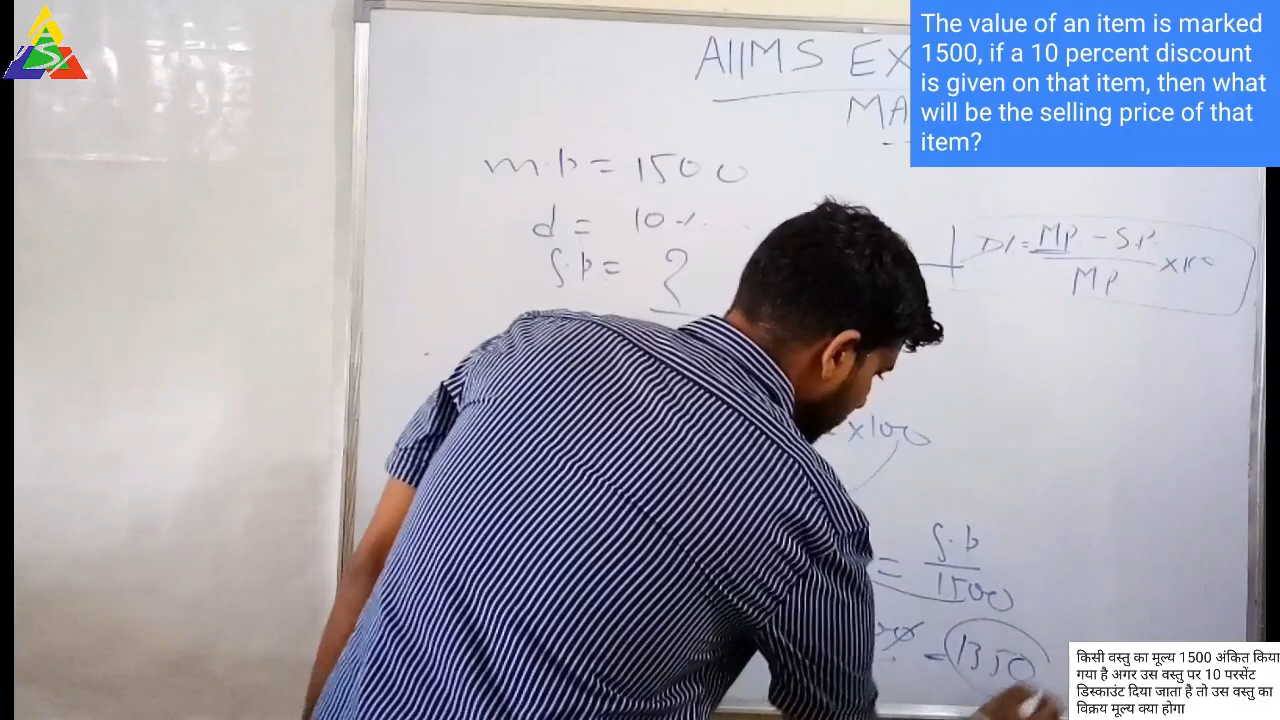 The value of an item is marked
1500, if a 10 percent discount
is given on that item, then what
will be the selling price of that
item?
AIIMS EX
MA
m.p = 1500
d = 10 %
S.p = ?
D% = MP - S.P. / MP × 100
× 100
= S.p / 1500
= 1350
किसी वस्तु का मूल्य 1500 अंकित किया
गया है अगर उस वस्तु पर 10 परसेंट
डिस्काउंट दिया जाता है तो उस वस्तु का
विक्रय मूल्य क्या होगा